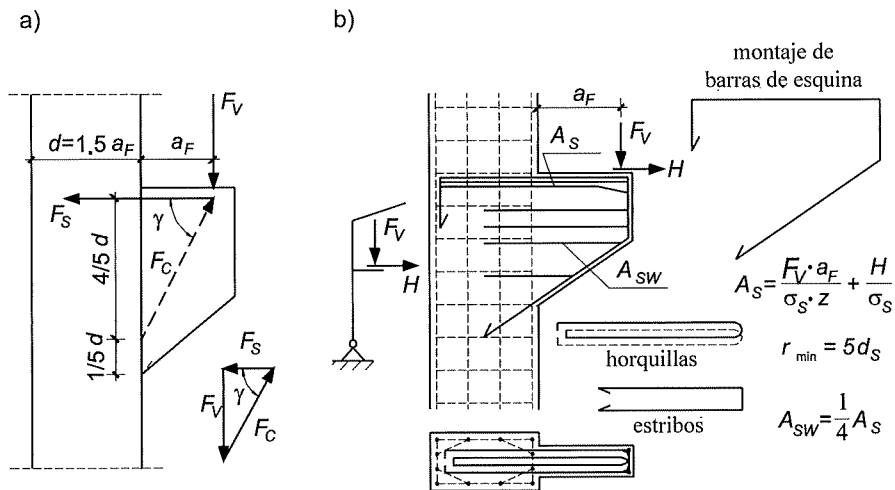 a)
F_V
d=1.5 a_F
a_F
F_S
γ
4/5 d
F_C
1/5 d
F_S
F_V
γ
F_C
b)
a_F
F_V
A_S
H
F_V
H
A_SW
montaje de
barras de esquina
A_S = F_V·a_F / σ_S·z + H / σ_S
horquillas
r_min = 5d_S
estribos
A_SW = 1/4 A_S